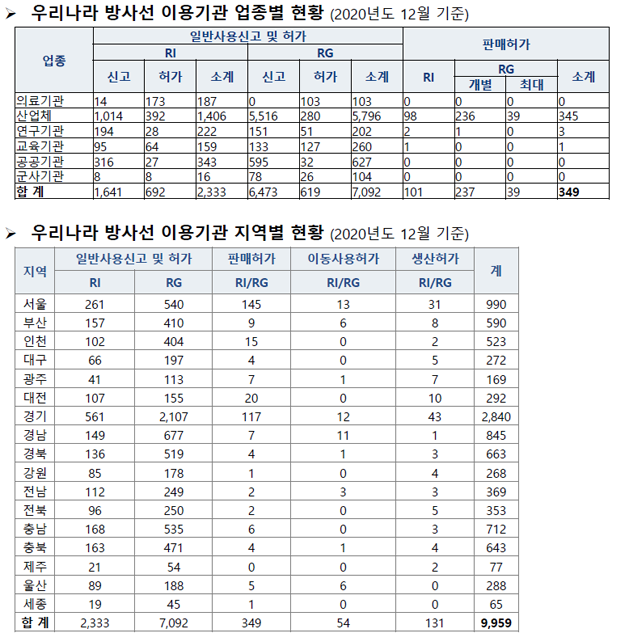 ➢ 우리나라 방사선 이용기관 업종별 현황 (2020년도 12월 기준)
업종 일반사용신고 및 허가 판매허가
RI RG RI RG 소계
신고 허가 소계 신고 허가 소계 개별 최대
의료기관 14 173 187 0 103 103 0 0 0 0
산업체 1,014 392 1,406 5,516 280 5,796 98 236 39 345
연구기관 194 28 222 151 51 202 2 1 0 3
교육기관 95 64 159 133 127 260 1 0 0 1
공공기관 316 27 343 595 32 627 0 0 0 0
군사기관 8 8 16 78 26 104 0 0 0 0
합 계 1,641 692 2,333 6,473 619 7,092 101 237 39 349
➢ 우리나라 방사선 이용기관 지역별 현황 (2020년도 12월 기준)
지역 일반사용신고 및 허가 판매허가 이동사용허가 생산허가 계
RI RG RI/RG RI/RG RI/RG
서울 261 540 145 13 31 990
부산 157 410 9 6 8 590
인천 102 404 15 0 2 523
대구 66 197 4 0 5 272
광주 41 113 7 1 7 169
대전 107 155 20 0 10 292
경기 561 2,107 117 12 43 2,840
경남 149 677 7 11 1 845
경북 136 519 4 1 3 663
강원 85 178 1 0 4 268
전남 112 249 2 3 3 369
전북 96 250 2 0 5 353
충남 168 535 6 0 3 712
충북 163 471 4 1 4 643
제주 21 54 0 0 2 77
울산 89 188 5 6 0 288
세종 19 45 1 0 0 65
합 계 2,333 7,092 349 54 131 9,959